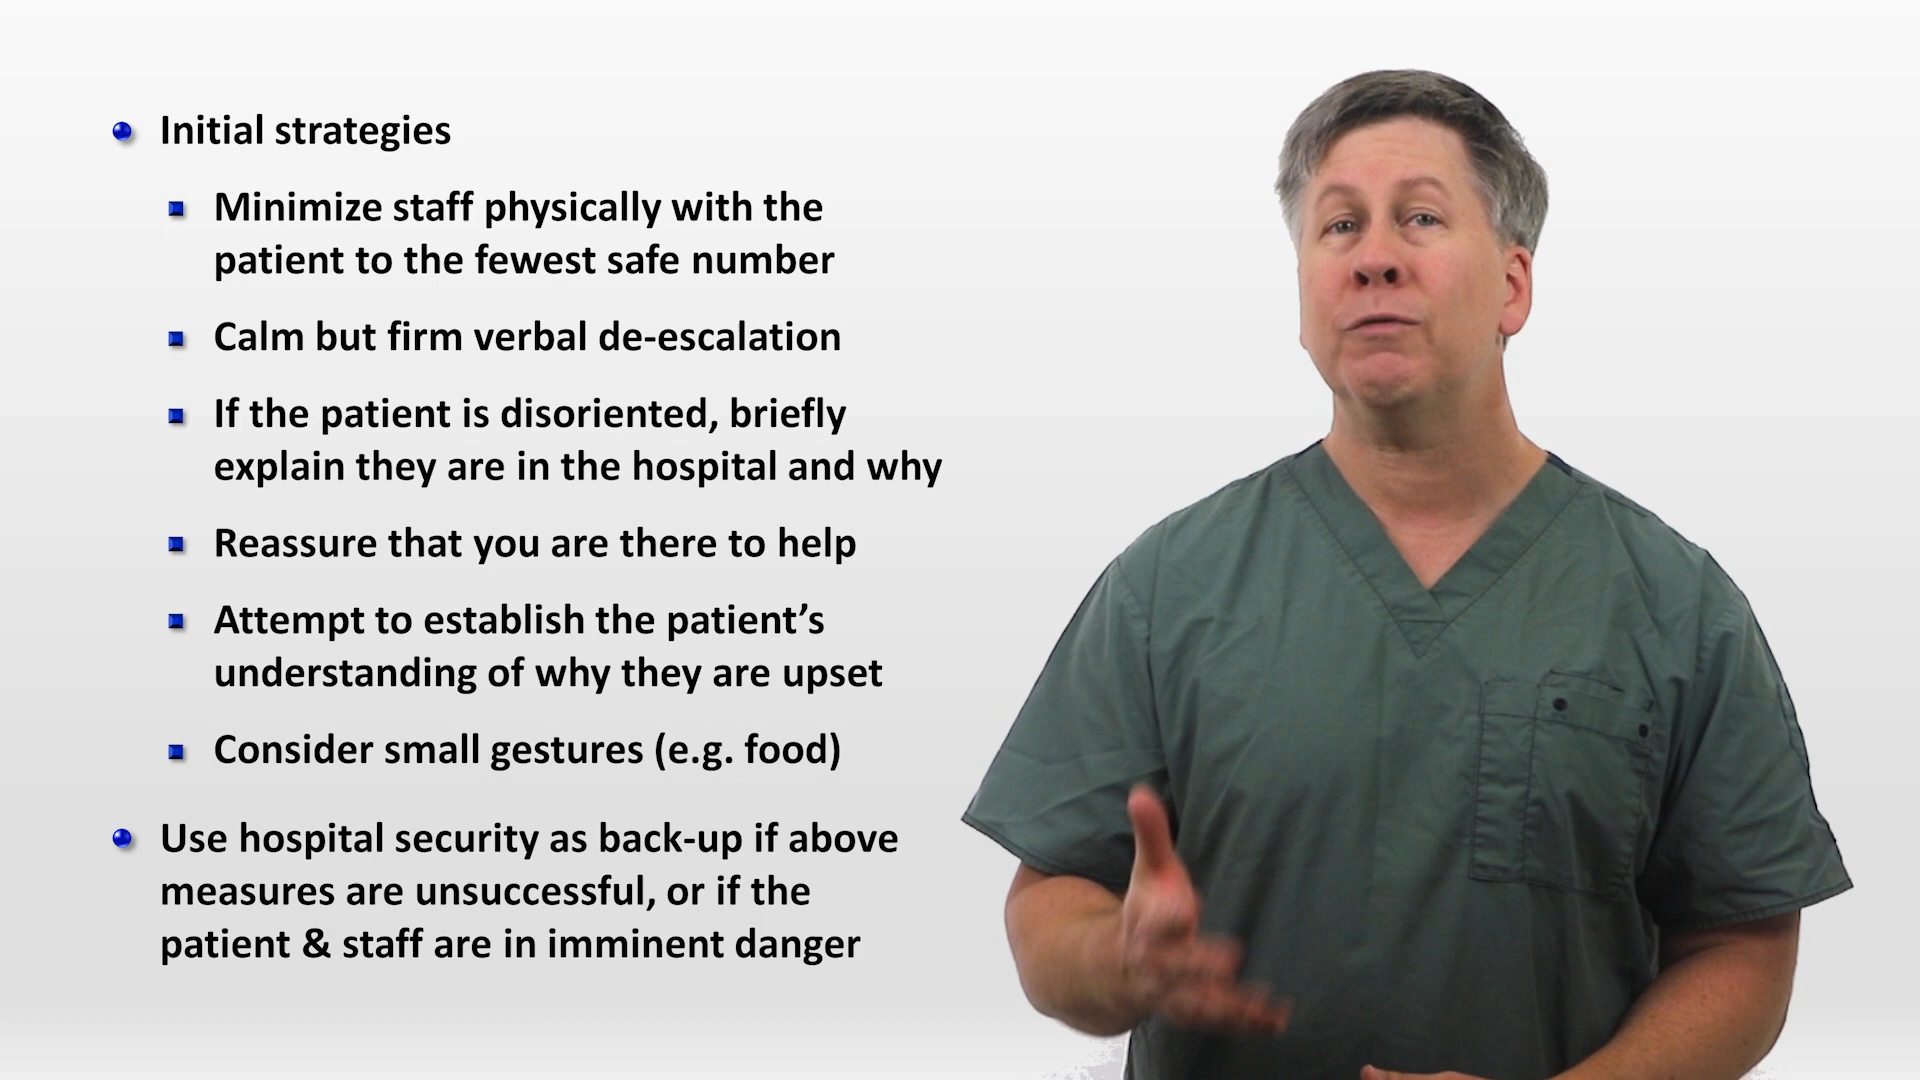 Initial strategies
Minimize staff physically with the
patient to the fewest safe number
Calm but firm verbal de-escalation
If the patient is disoriented, briefly
explain they are in the hospital and why
Reassure that you are there to help
Attempt to establish the patient’s
understanding of why they are upset
Consider small gestures (e.g. food)
Use hospital security as back-up if above
measures are unsuccessful, or if the
patient & staff are in imminent danger